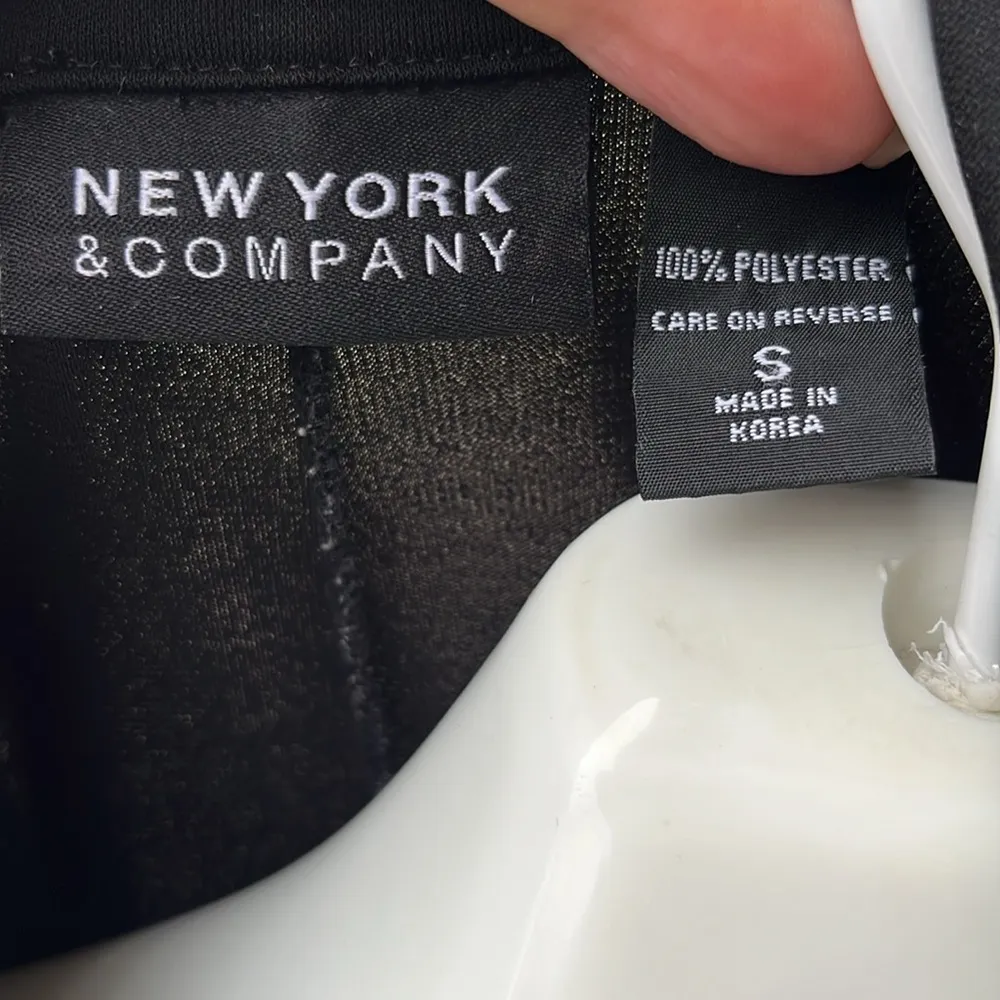 NEW YORK
& COMPANY
100% POLYESTER
CARE ON REVERSE
S
MADE IN
KOREA